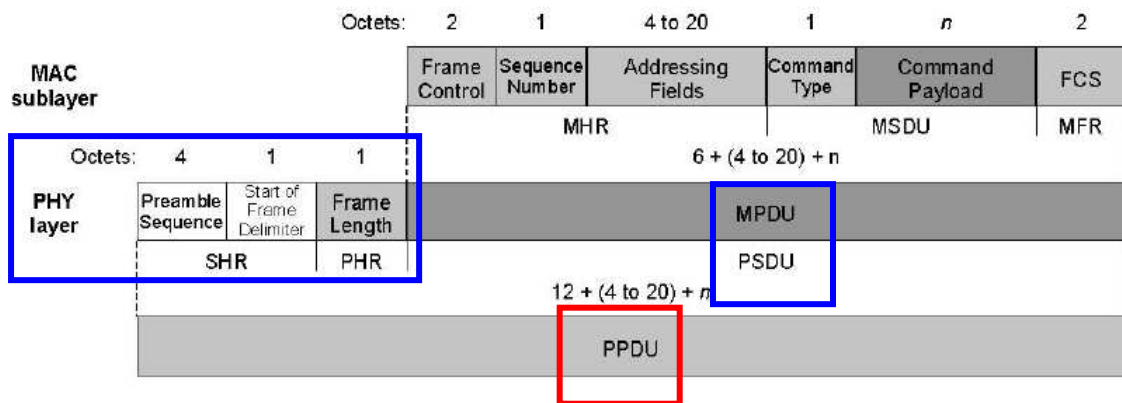 Octets: 2 1 4 to 20 1 n 2
MAC
sublayer
Frame
Control
Sequence
Number
Addressing
Fields
Command
Type
Command
Payload
FCS
MHR MSDU MFR
Octets: 4 1 1 6 + (4 to 20) + n
PHY
layer
Preamble
Sequence
Start of
Frame
Delimiter
Frame
Length
MPDU
SHR PHR PSDU
12 + (4 to 20) + n
PPDU